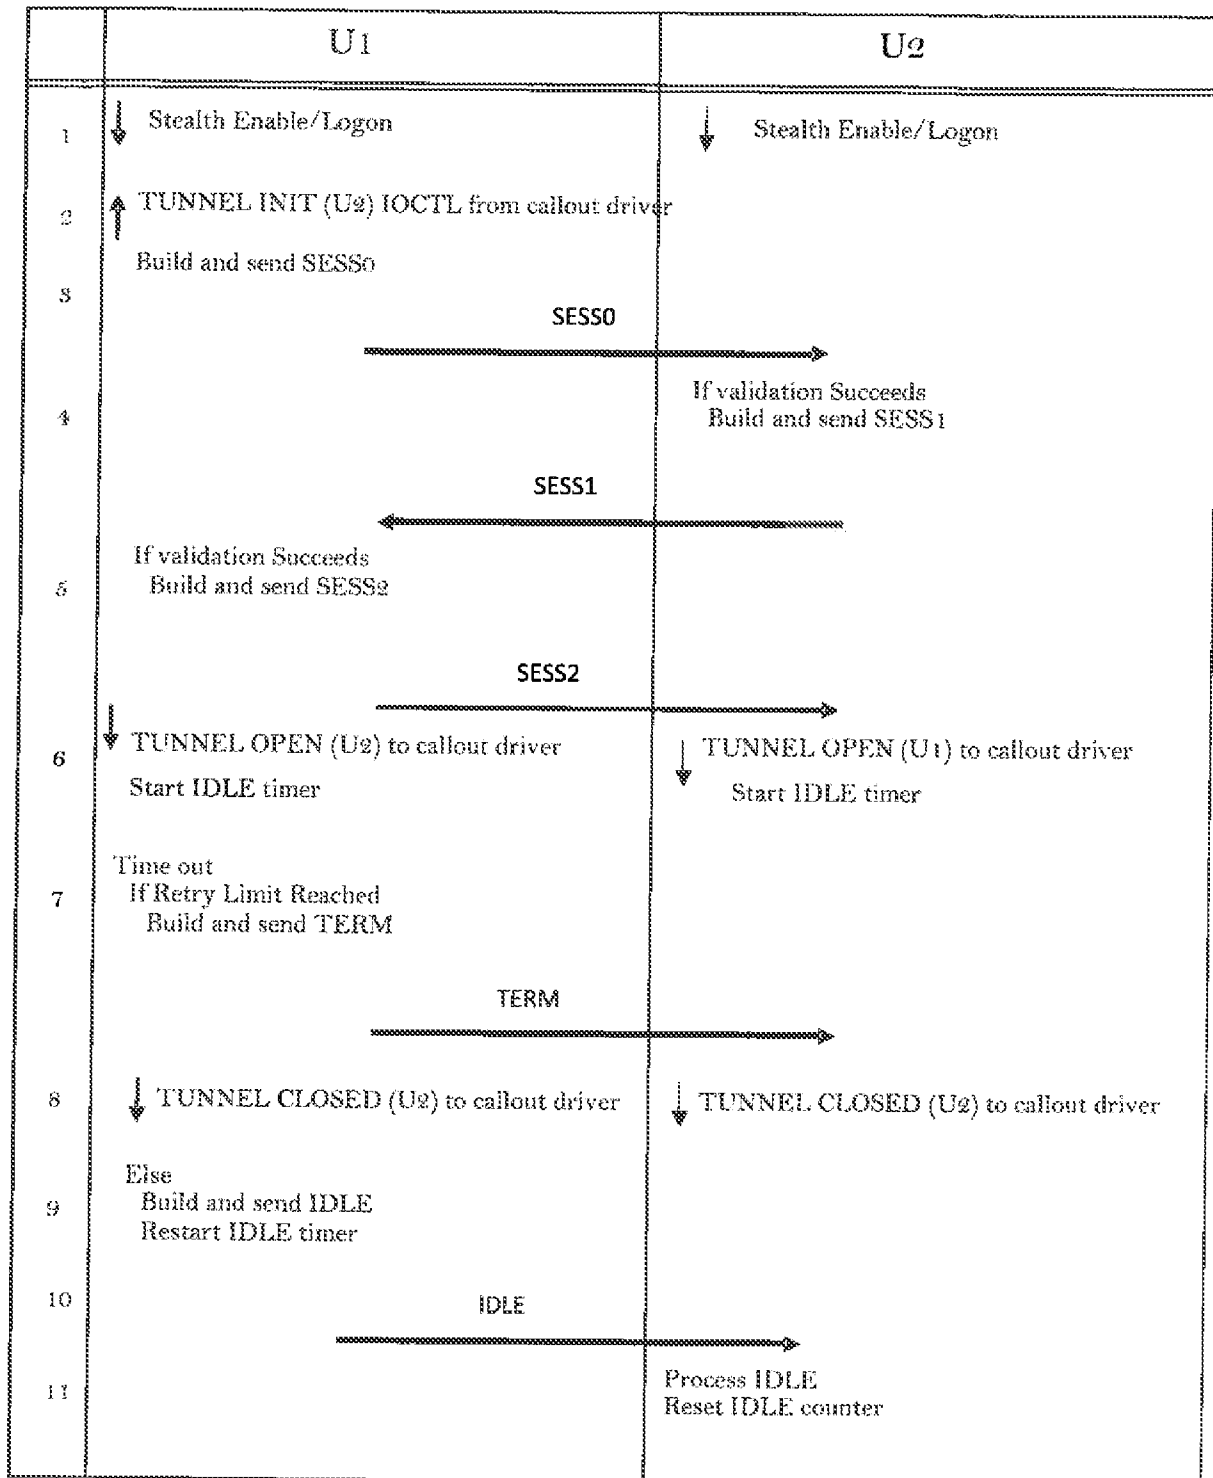 U1
U2
1
Stealth Enable/Logon
Stealth Enable/Logon
2
TUNNEL INIT (U2) IOCTL from callout driver
Build and send SESS0
3
SESS0
If validation Succeeds
4
Build and send SESS1
SESS1
If validation Succeeds
5
Build and send SESS2
SESS2
6
TUNNEL OPEN (U2) to callout driver
TUNNEL OPEN (U1) to callout driver
Start IDLE timer
Start IDLE timer
Time out
7
If Retry Limit Reached
Build and send TERM
TERM
8
TUNNEL CLOSED (U2) to callout driver
TUNNEL CLOSED (U2) to callout driver
Else
9
Build and send IDLE
Restart IDLE timer
10
IDLE
11
Process IDLE
Reset IDLE counter